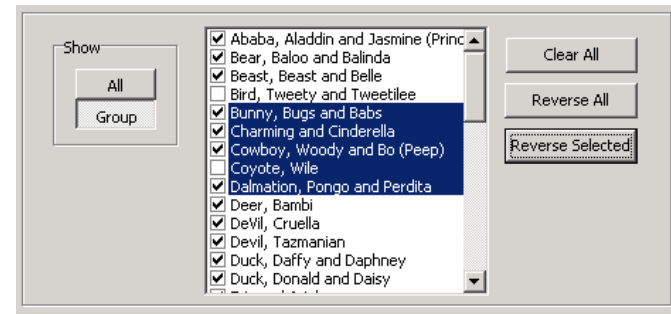 Show
All
Group
Ababa, Aladdin and Jasmine (Princ
Bear, Baloo and Balinda
Beast, Beast and Belle
Bird, Tweety and Tweetilee
Bunny, Bugs and Babs
Charming and Cinderella
Cowboy, Woody and Bo (Peep)
Coyote, Wile
Dalmation, Pongo and Perdita
Deer, Bambi
DeVil, Cruella
Devil, Tazmanian
Duck, Daffy and Daphney
Duck, Donald and Daisy
Clear All
Reverse All
Reverse Selected